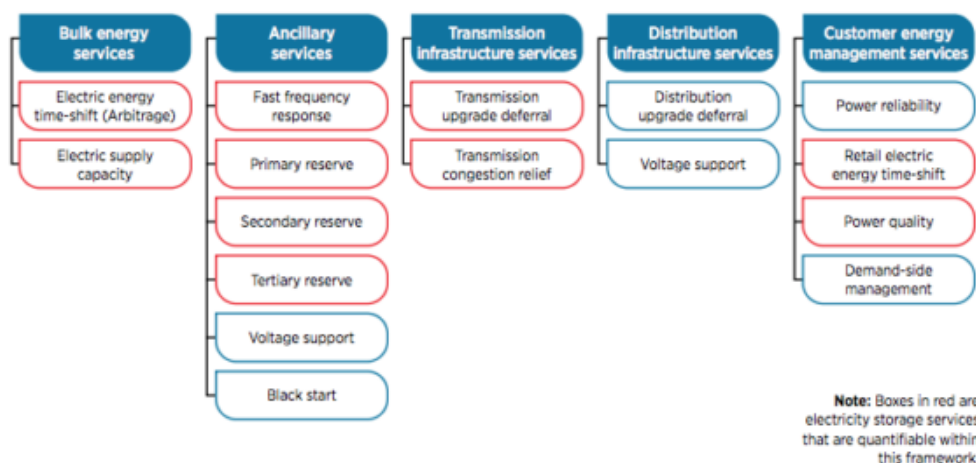 Bulk energy
services
Electric energy
time-shift (Arbitrage)
Electric supply
capacity
Ancillary
services
Fast frequency
response
Primary reserve
Secondary reserve
Tertiary reserve
Voltage support
Black start
Transmission
infrastructure services
Transmission
upgrade deferral
Transmission
congestion relief
Distribution
infrastructure services
Distribution
upgrade deferral
Voltage support
Customer energy
management services
Power reliability
Retail electric
energy time-shift
Power quality
Demand-side
management
Note: Boxes in red are
electricity storage services
that are quantifiable within
this framework